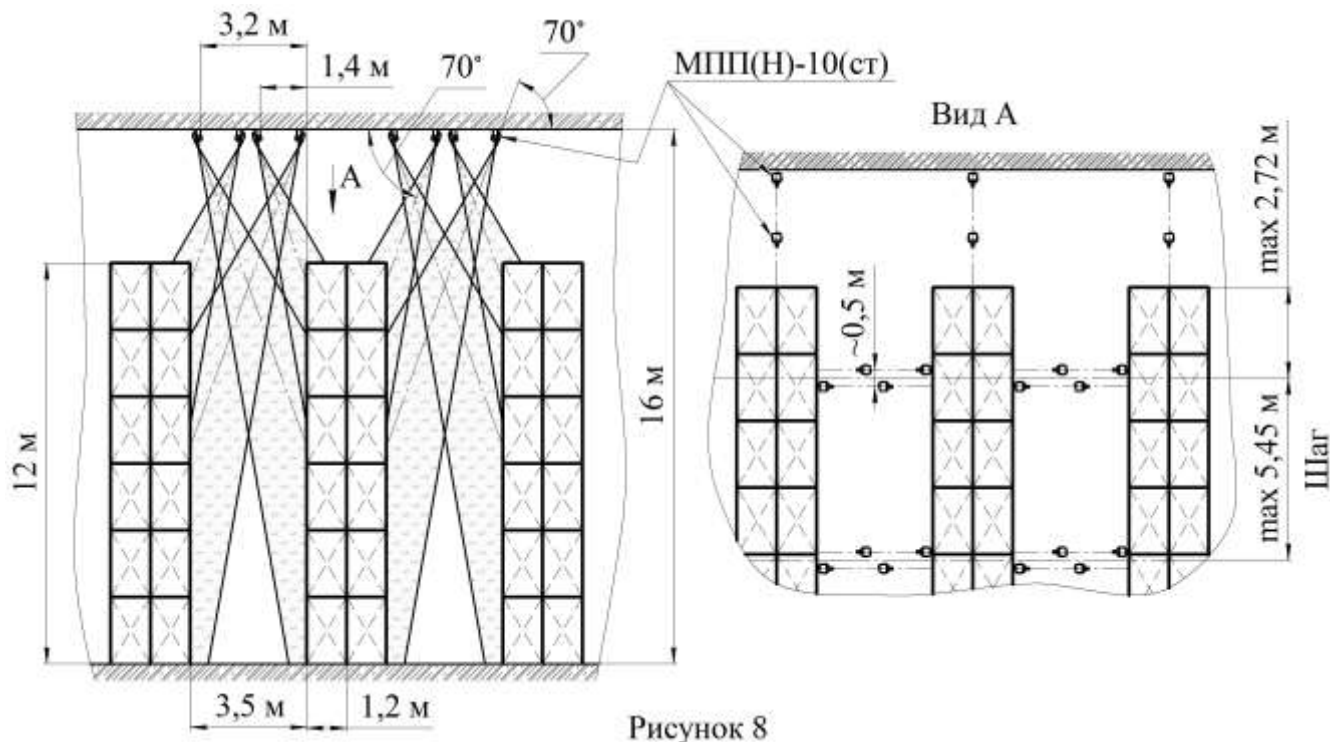 3,2 м
70°
1,4 м
70°
МПП(Н)-10(ст)
Вид А
А
max 2,72 м
~0,5 м
12 м
16 м
max 5,45 м
Шаг
3,5 м
1,2 м
Рисунок 8